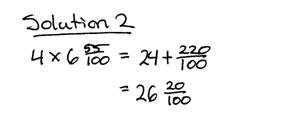 Solution 2
4 × 6 55/100 = 24 + 220/100
= 26 20/100